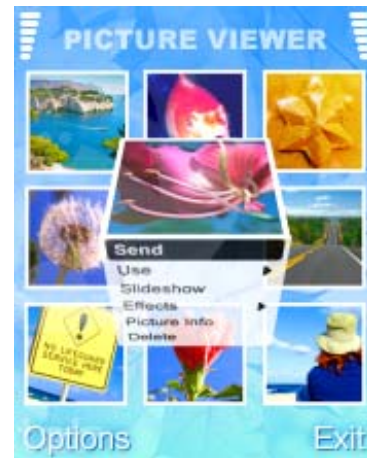 PICTURE VIEWER
Send
Use
Slideshow
Effects
Picture Info
Delete
NO LIFEGUARD
SERVICE HERE
TODAY
Options
Exit